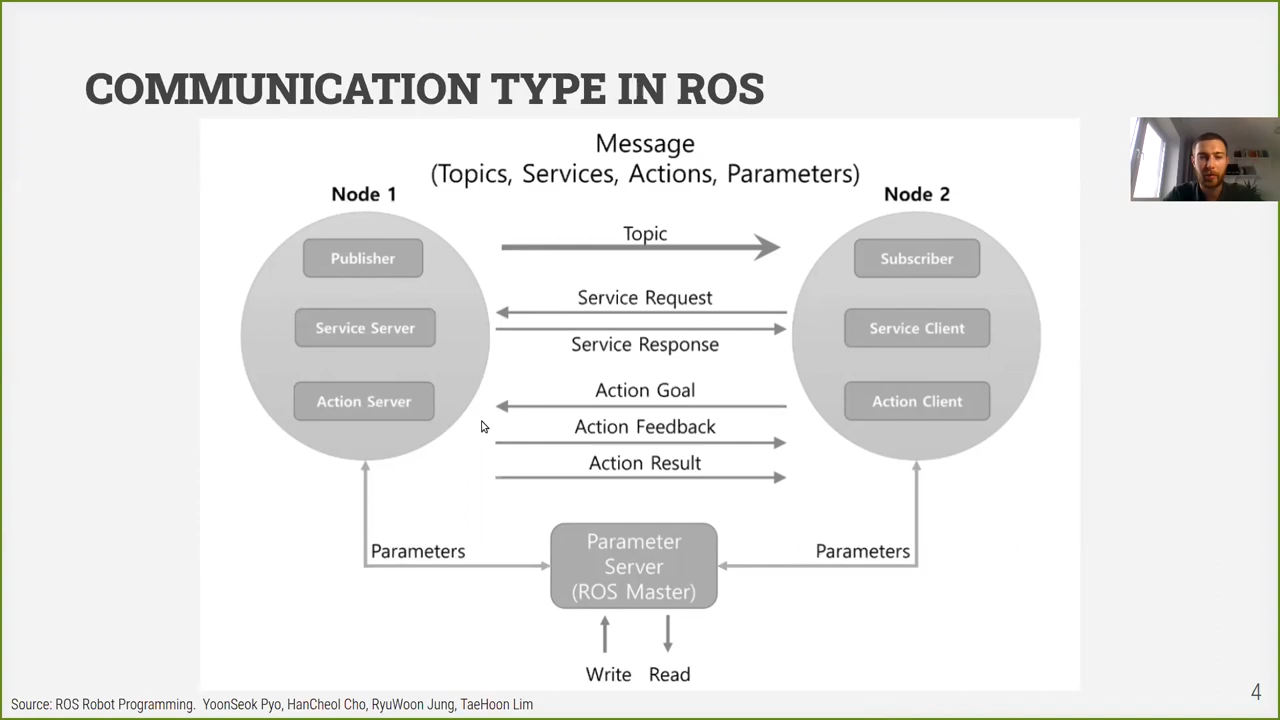 COMMUNICATION TYPE IN ROS
Message
(Topics, Services, Actions, Parameters)
Node 1
Node 2
Publisher
Topic
Subscriber
Service Server
Service Request
Service Response
Service Client
Action Server
Action Goal
Action Feedback
Action Result
Action Client
Parameters
Parameter
Server
(ROS Master)
Parameters
Write
Read
Source: ROS Robot Programming. YoonSeok Pyo, HanCheol Cho, RyuWoon Jung, TaeHoon Lim
4